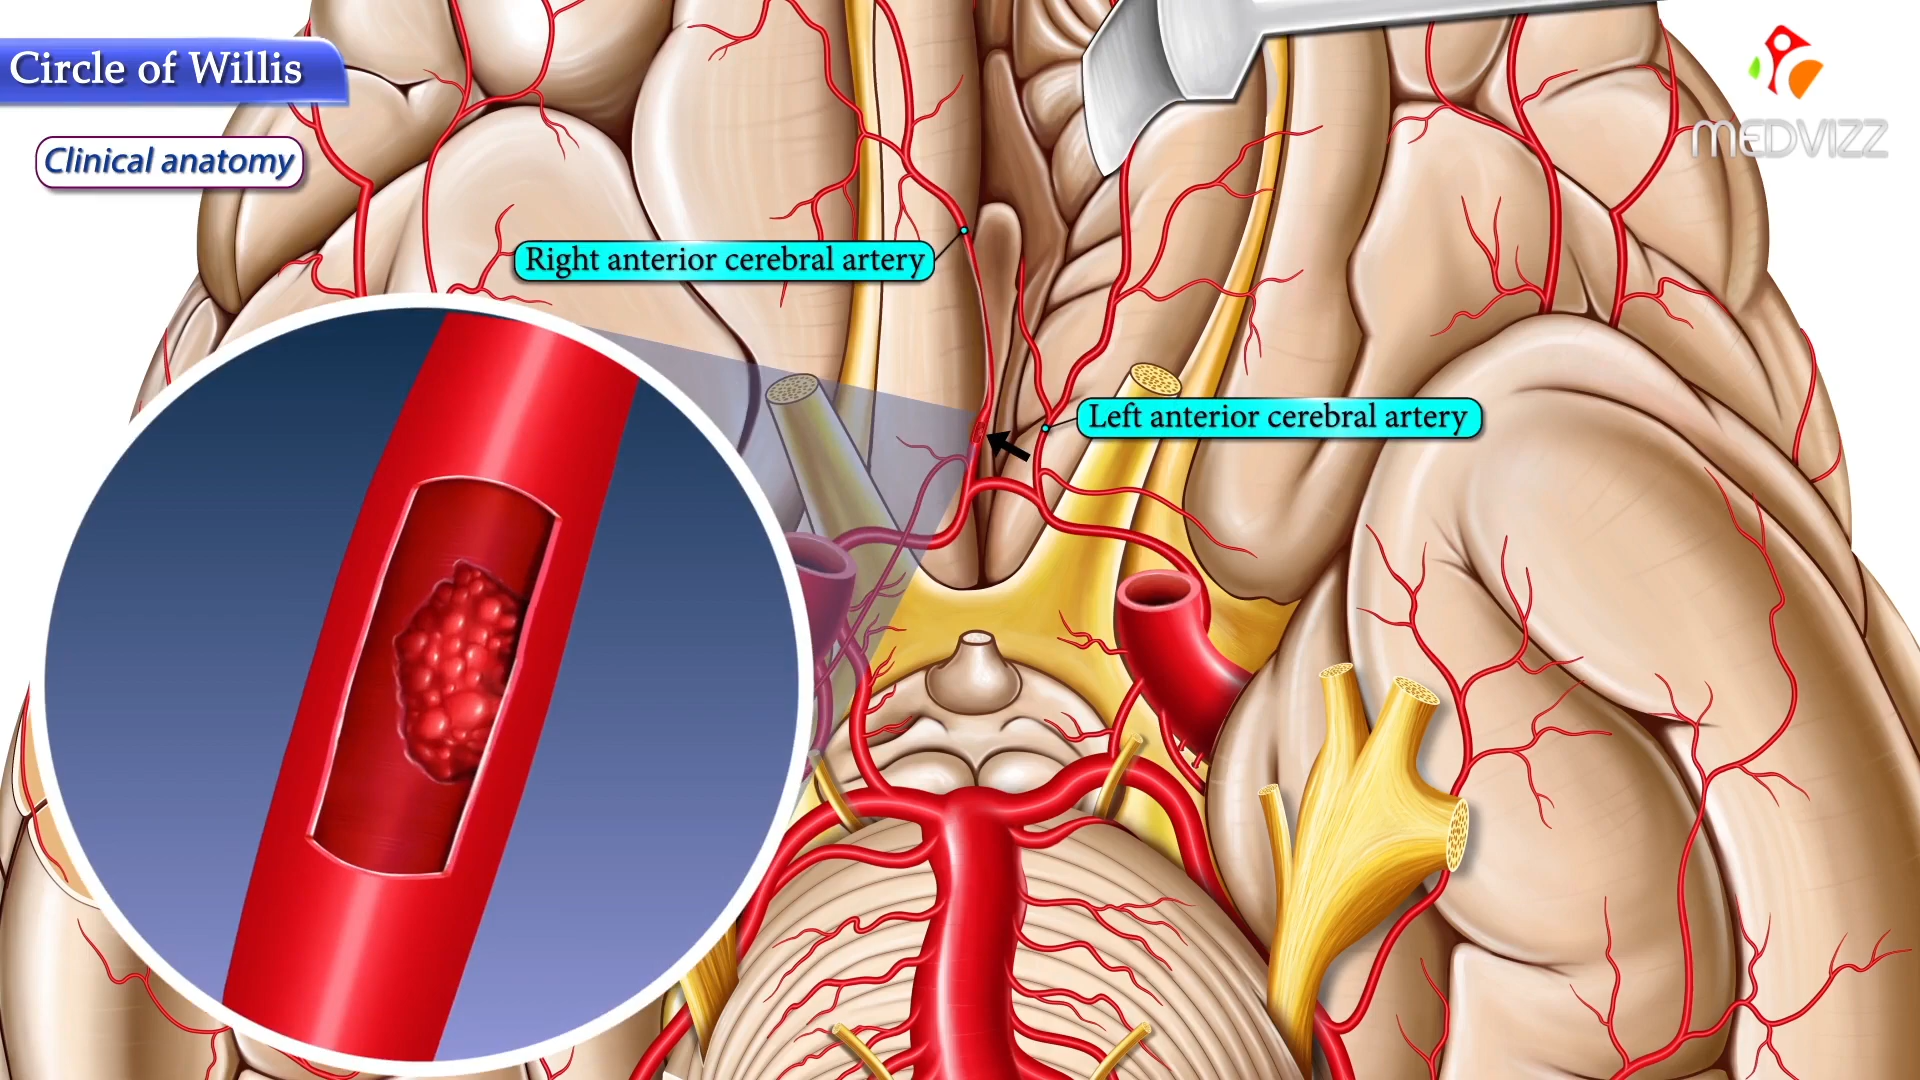 Circle of Willis
Clinical anatomy
MEDVIZZ
Right anterior cerebral artery
Left anterior cerebral artery